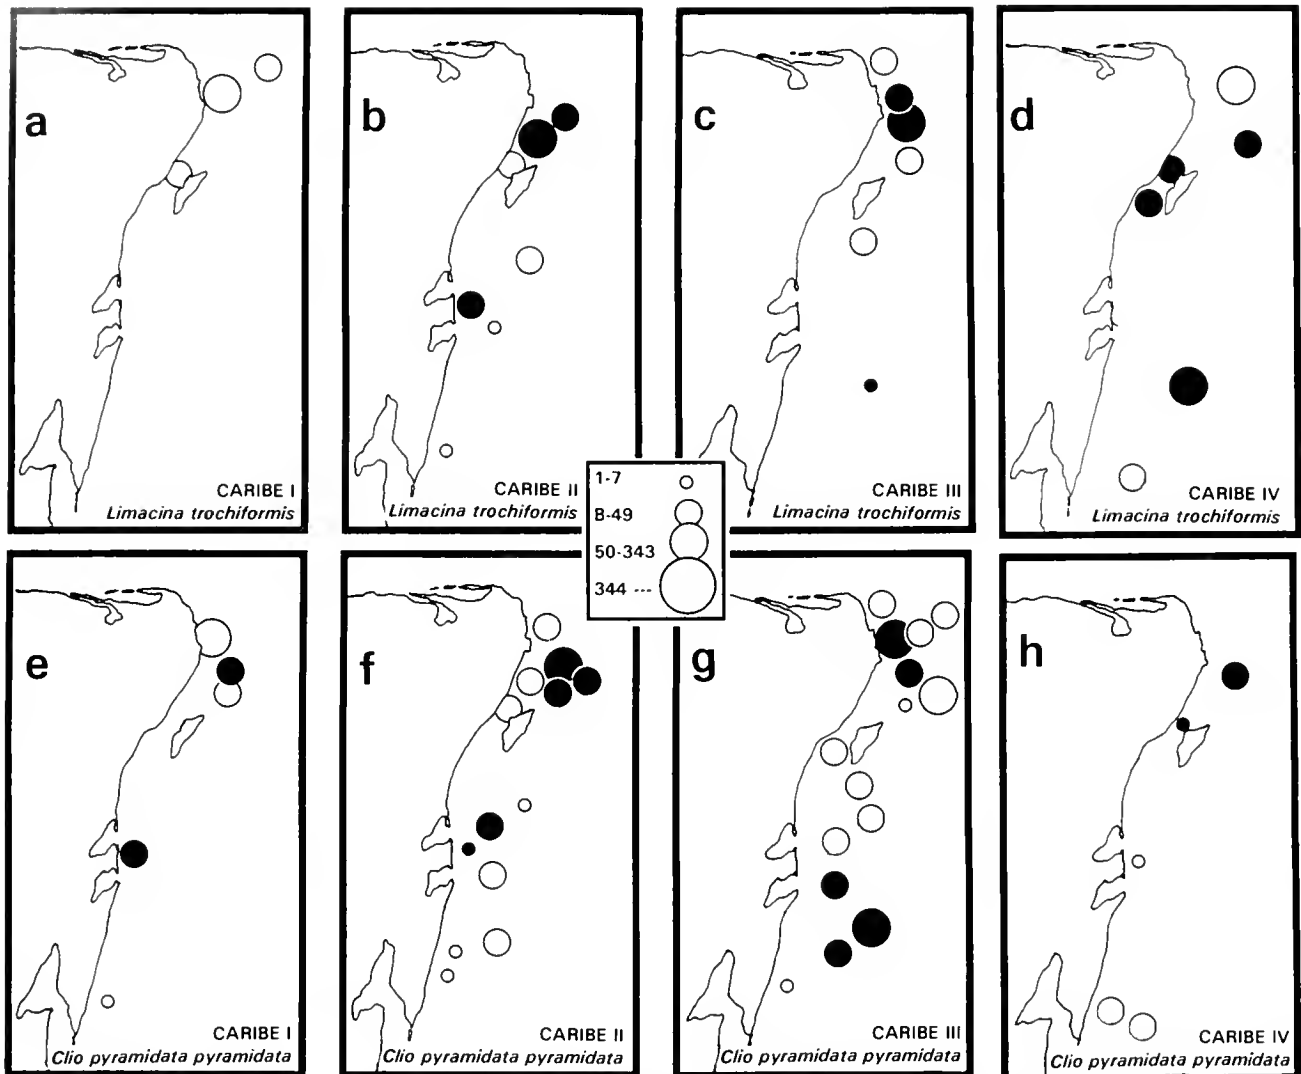 a
CARIBE I
Limacina trochiformis
b
CARIBE II
Limacina trochiformis
c
CARIBE III
Limacina trochiformis
d
CARIBE IV
Limacina trochiformis
1-7
B-49
50-343
344 ---
e
CARIBE I
Clio pyramidata pyramidata
f
CARIBE II
Clio pyramidata pyramidata
g
CARIBE III
Clio pyramidata pyramidata
h
CARIBE IV
Clio pyramidata pyramidata